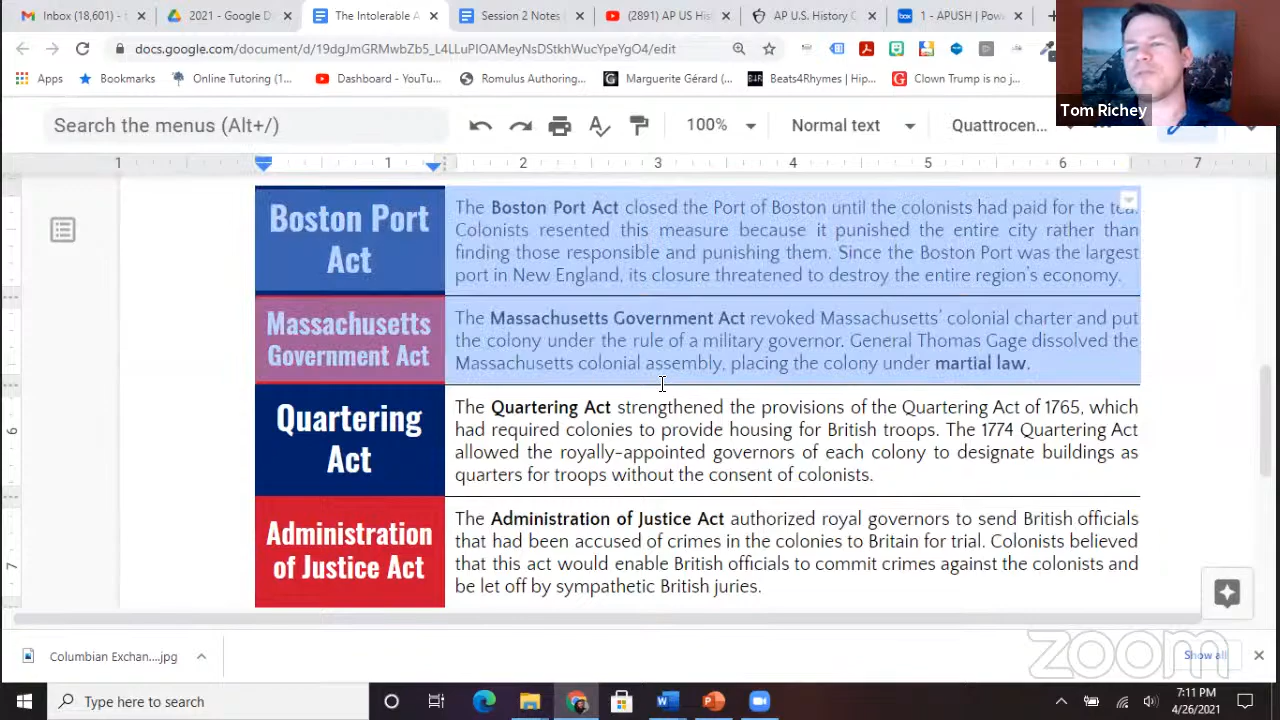 Inbox (18,601) t
2021 - Google D
The Intolerable A
Session 2 Notes
(2891) AP US His
A.P. U.S. History C
1 - APUSH | Pow
docs.google.com/document/d/19dgJmGRMwbZb5_L4LLuPIOAMeyNsDStkhWucYpeYgO4/edit
Apps
Bookmarks
Online Tutoring (1...
Dashboard - YouTu...
Romulus Authoring...
Marguerite Gérard (...
Beats4Rhymes | Hip...
Clown Trump is no j...
Tom Richey
Search the menus (Alt+/)
100%
Normal text
Quattrocen...
1 1 2 3 4 5 6 7
Boston Port
Act
The Boston Port Act closed the Port of Boston until the colonists had paid for the tea.
Colonists resented this measure because it punished the entire city rather than
finding those responsible and punishing them. Since the Boston Port was the largest
port in New England, its closure threatened to destroy the entire region's economy.
Massachusetts
Government Act
The Massachusetts Government Act revoked Massachusetts' colonial charter and put
the colony under the rule of a military governor. General Thomas Gage dissolved the
Massachusetts colonial assembly, placing the colony under martial law.
6
Quartering
Act
The Quartering Act strengthened the provisions of the Quartering Act of 1765, which
had required colonies to provide housing for British troops. The 1774 Quartering Act
allowed the royally-appointed governors of each colony to designate buildings as
quarters for troops without the consent of colonists.
7
Administration
of Justice Act
The Administration of Justice Act authorized royal governors to send British officials
that had been accused of crimes in the colonies to Britain for trial. Colonists believed
that this act would enable British officials to commit crimes against the colonists and
be let off by sympathetic British juries.
Columbian Exchan....jpg
Show all
zoom
Type here to search
7:11 PM
4/26/2021